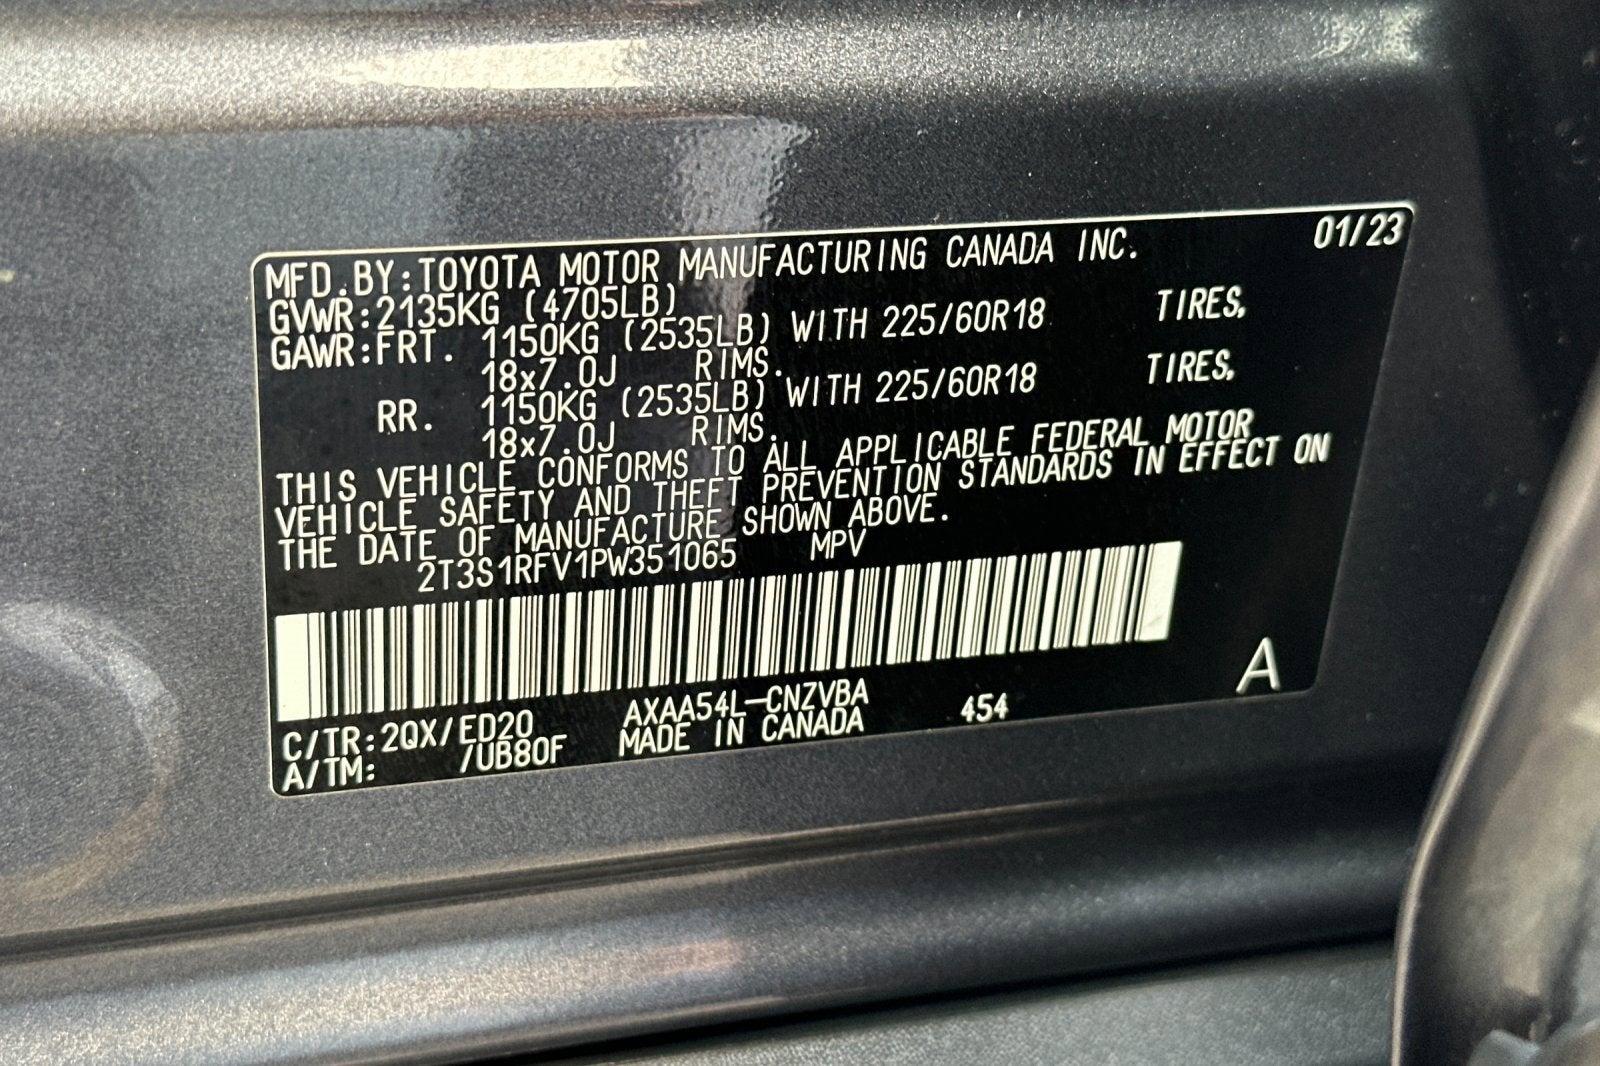 01/23
MFD.BY:TOYOTA MOTOR MANUFACTURING CANADA INC.
GVWR:2135KG (4705LB)
GAWR:FRT. 1150KG (2535LB) WITH 225/60R18 TIRES,
18x7.0J RIMS.
RR. 1150KG (2535LB) WITH 225/60R18 TIRES,
18x7.0J RIMS.
THIS VEHICLE CONFORMS TO ALL APPLICABLE FEDERAL MOTOR
VEHICLE SAFETY AND THEFT PREVENTION STANDARDS IN EFFECT ON
THE DATE OF MANUFACTURE SHOWN ABOVE.
2T3S1RFV1PW351065 MPV
A
C/TR:2QX/ED20 AXAA54L-CNZVBA 454
A/TM: /UB80F MADE IN CANADA